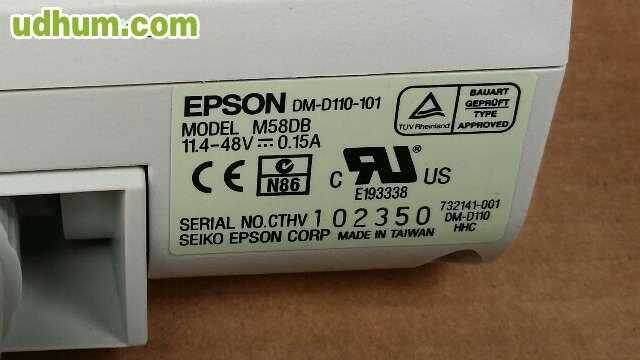 udhum.com
EPSON DM-D110-101
MODEL M58DB
11.4-48V 0.15A
TÜV Rheinland
BAUART
GEPRÜFT
TYPE
APPROVED
CE
N86
C RU US
E193338
732141-001
SERIAL NO.CTHV 102350 DM-D110
SEIKO EPSON CORP MADE IN TAIWAN HHC